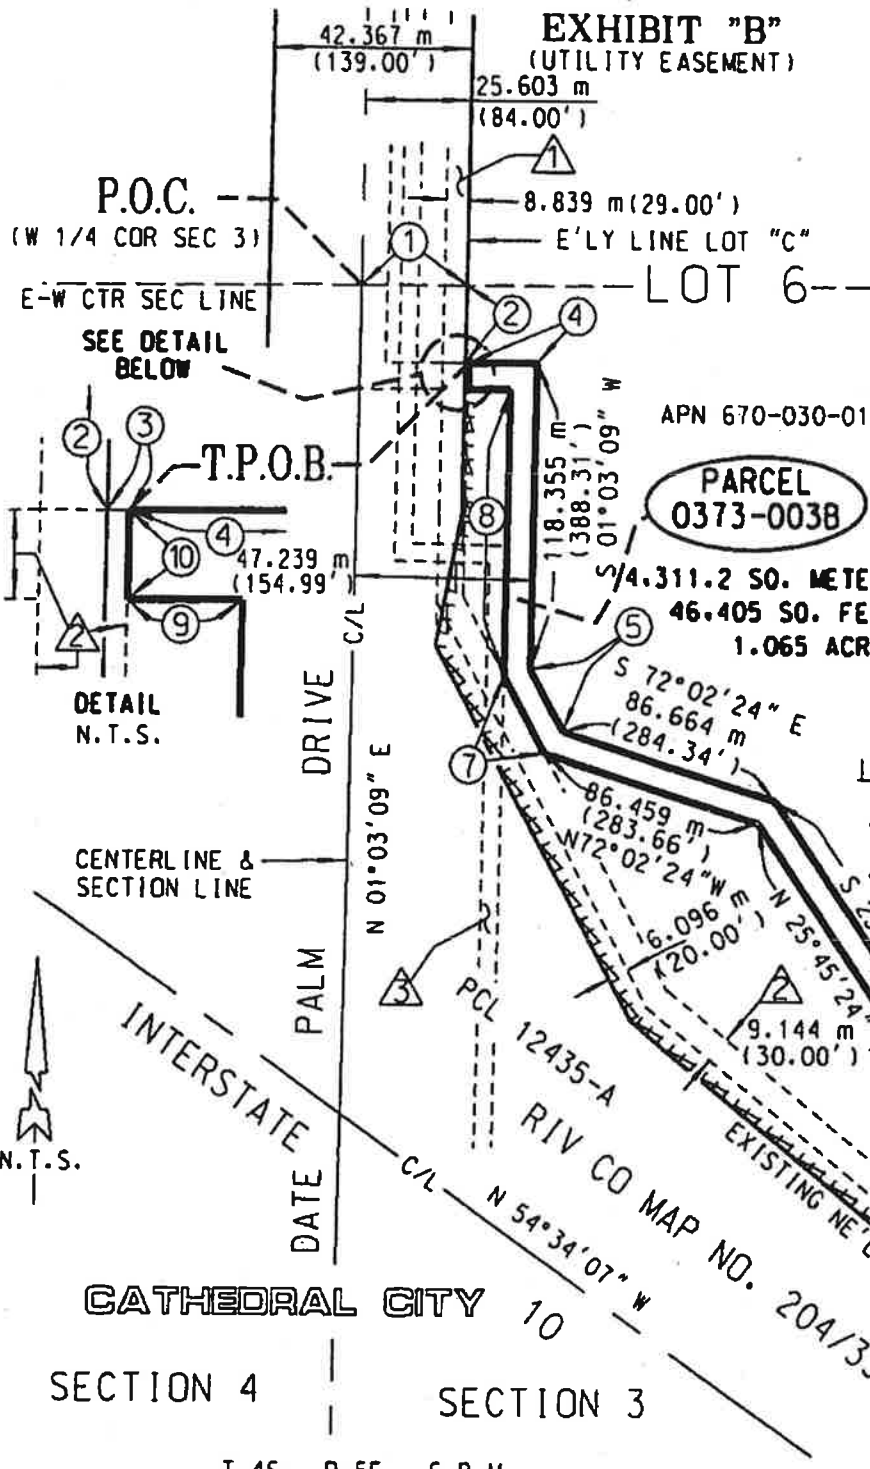 EXHIBIT "B"
(UTILITY EASEMENT)
42.367 m
(139.00')
25.603 m
(84.00')
1
P.O.C.
(W 1/4 COR SEC 3)
8.839 m(29.00')
E'LY LINE LOT "C"
1
E-W CTR SEC LINE
LOT 6
2
4
SEE DETAIL
BELOW
APN 670-030-01
2
3
T.P.O.B.
118.355 m
(388.31')
S 01°03'09" W
PARCEL
0373-003B
4
10
8
47.239 m
(154.99')
4.311.2 SO. METE
46.405 SO. FE
1.065 ACR
2
9
C/L
5
DETAIL
N.T.S.
S 72°02'24" E
86.664 m
(284.34')
7
86.459 m
(283.66')
N72°02'24"W
DATE PALM DRIVE
N 01°03'09" E
CENTERLINE &
SECTION LINE
E
6.096
(20.00')
N 25°45'24"
3
2
9.144 m
(30.00')
PCL 12435-A
INTERSTATE
10
N.T.S.
C/L
N 54°34'07" W
RIV CO MAP NO. 204/
EXISTING NE'L
CATHEDRAL CITY
SECTION 4
SECTION 3